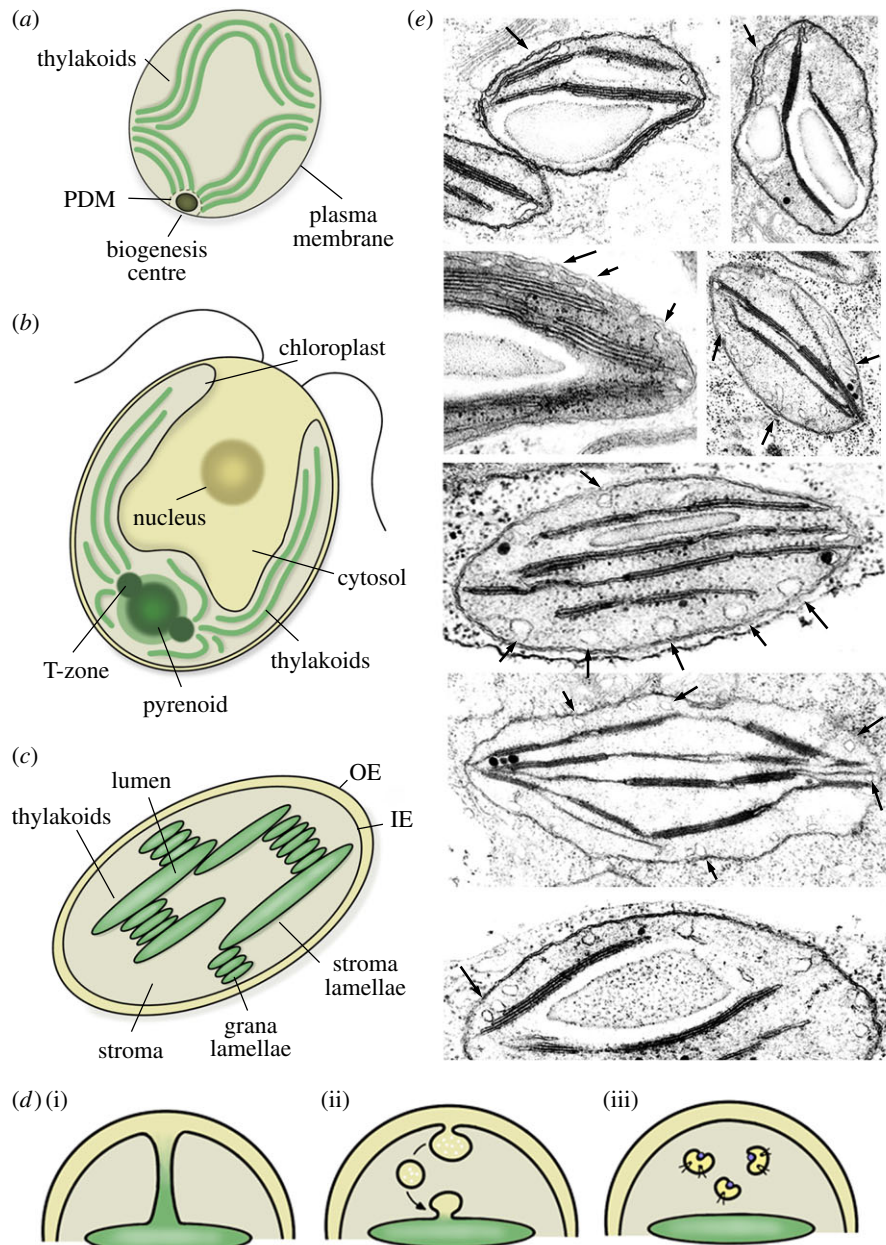 (a)
thylakoids
PDM
biogenesis
centre
plasma
membrane
(b)
chloroplast
nucleus
cytosol
T-zone
thylakoids
pyrenoid
(c)
OE
lumen
IE
thylakoids
stroma
lamellae
grana
lamellae
stroma
(d) (i)
(ii)
(iii)
(e)